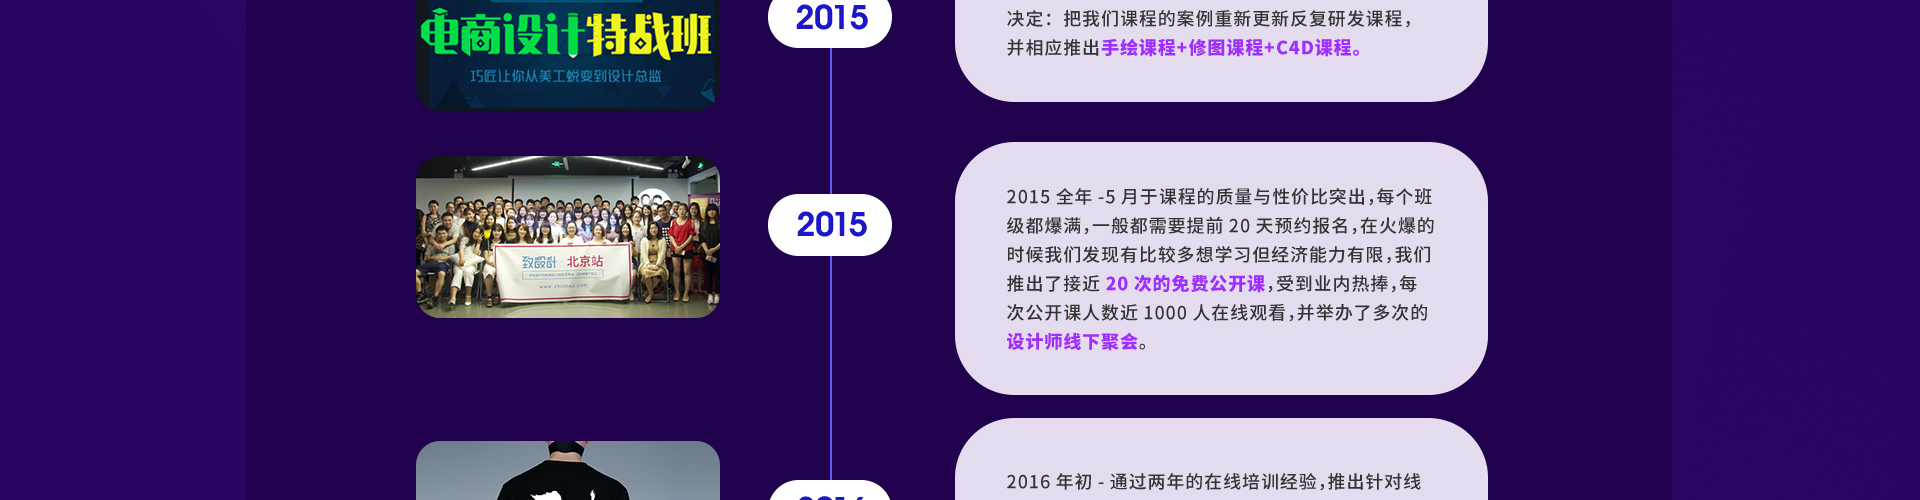 电商设计特战班
巧匠让你从美工蜕变到设计总监
2015
决定：把我们课程的案例重新更新反复研发课程，
并相应推出手绘课程+修图课程+C4D课程。
致设计 北京站
www.zhisheji.com
2015
2015 全年 -5 月于课程的质量与性价比突出,每个班
级都爆满,一般都需要提前 20 天预约报名,在火爆的
时候我们发现有比较多想学习但经济能力有限,我们
推出了接近 20 次的免费公开课,受到业内热捧,每
次公开课人数近 1000 人在线观看,并举办了多次的
设计师线下聚会。
2016 年初 - 通过两年的在线培训经验,推出针对线